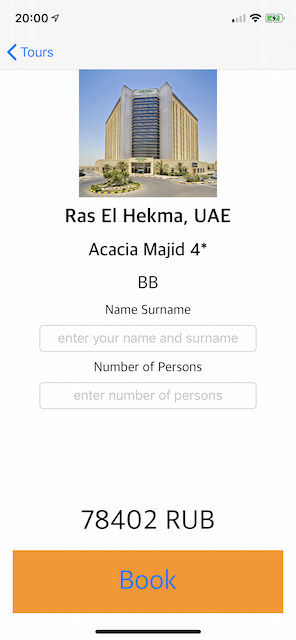 20:00
Tours
Ras El Hekma, UAE
Acacia Majid 4*
BB
Name Surname
enter your name and surname
Number of Persons
enter number of persons
78402 RUB
Book